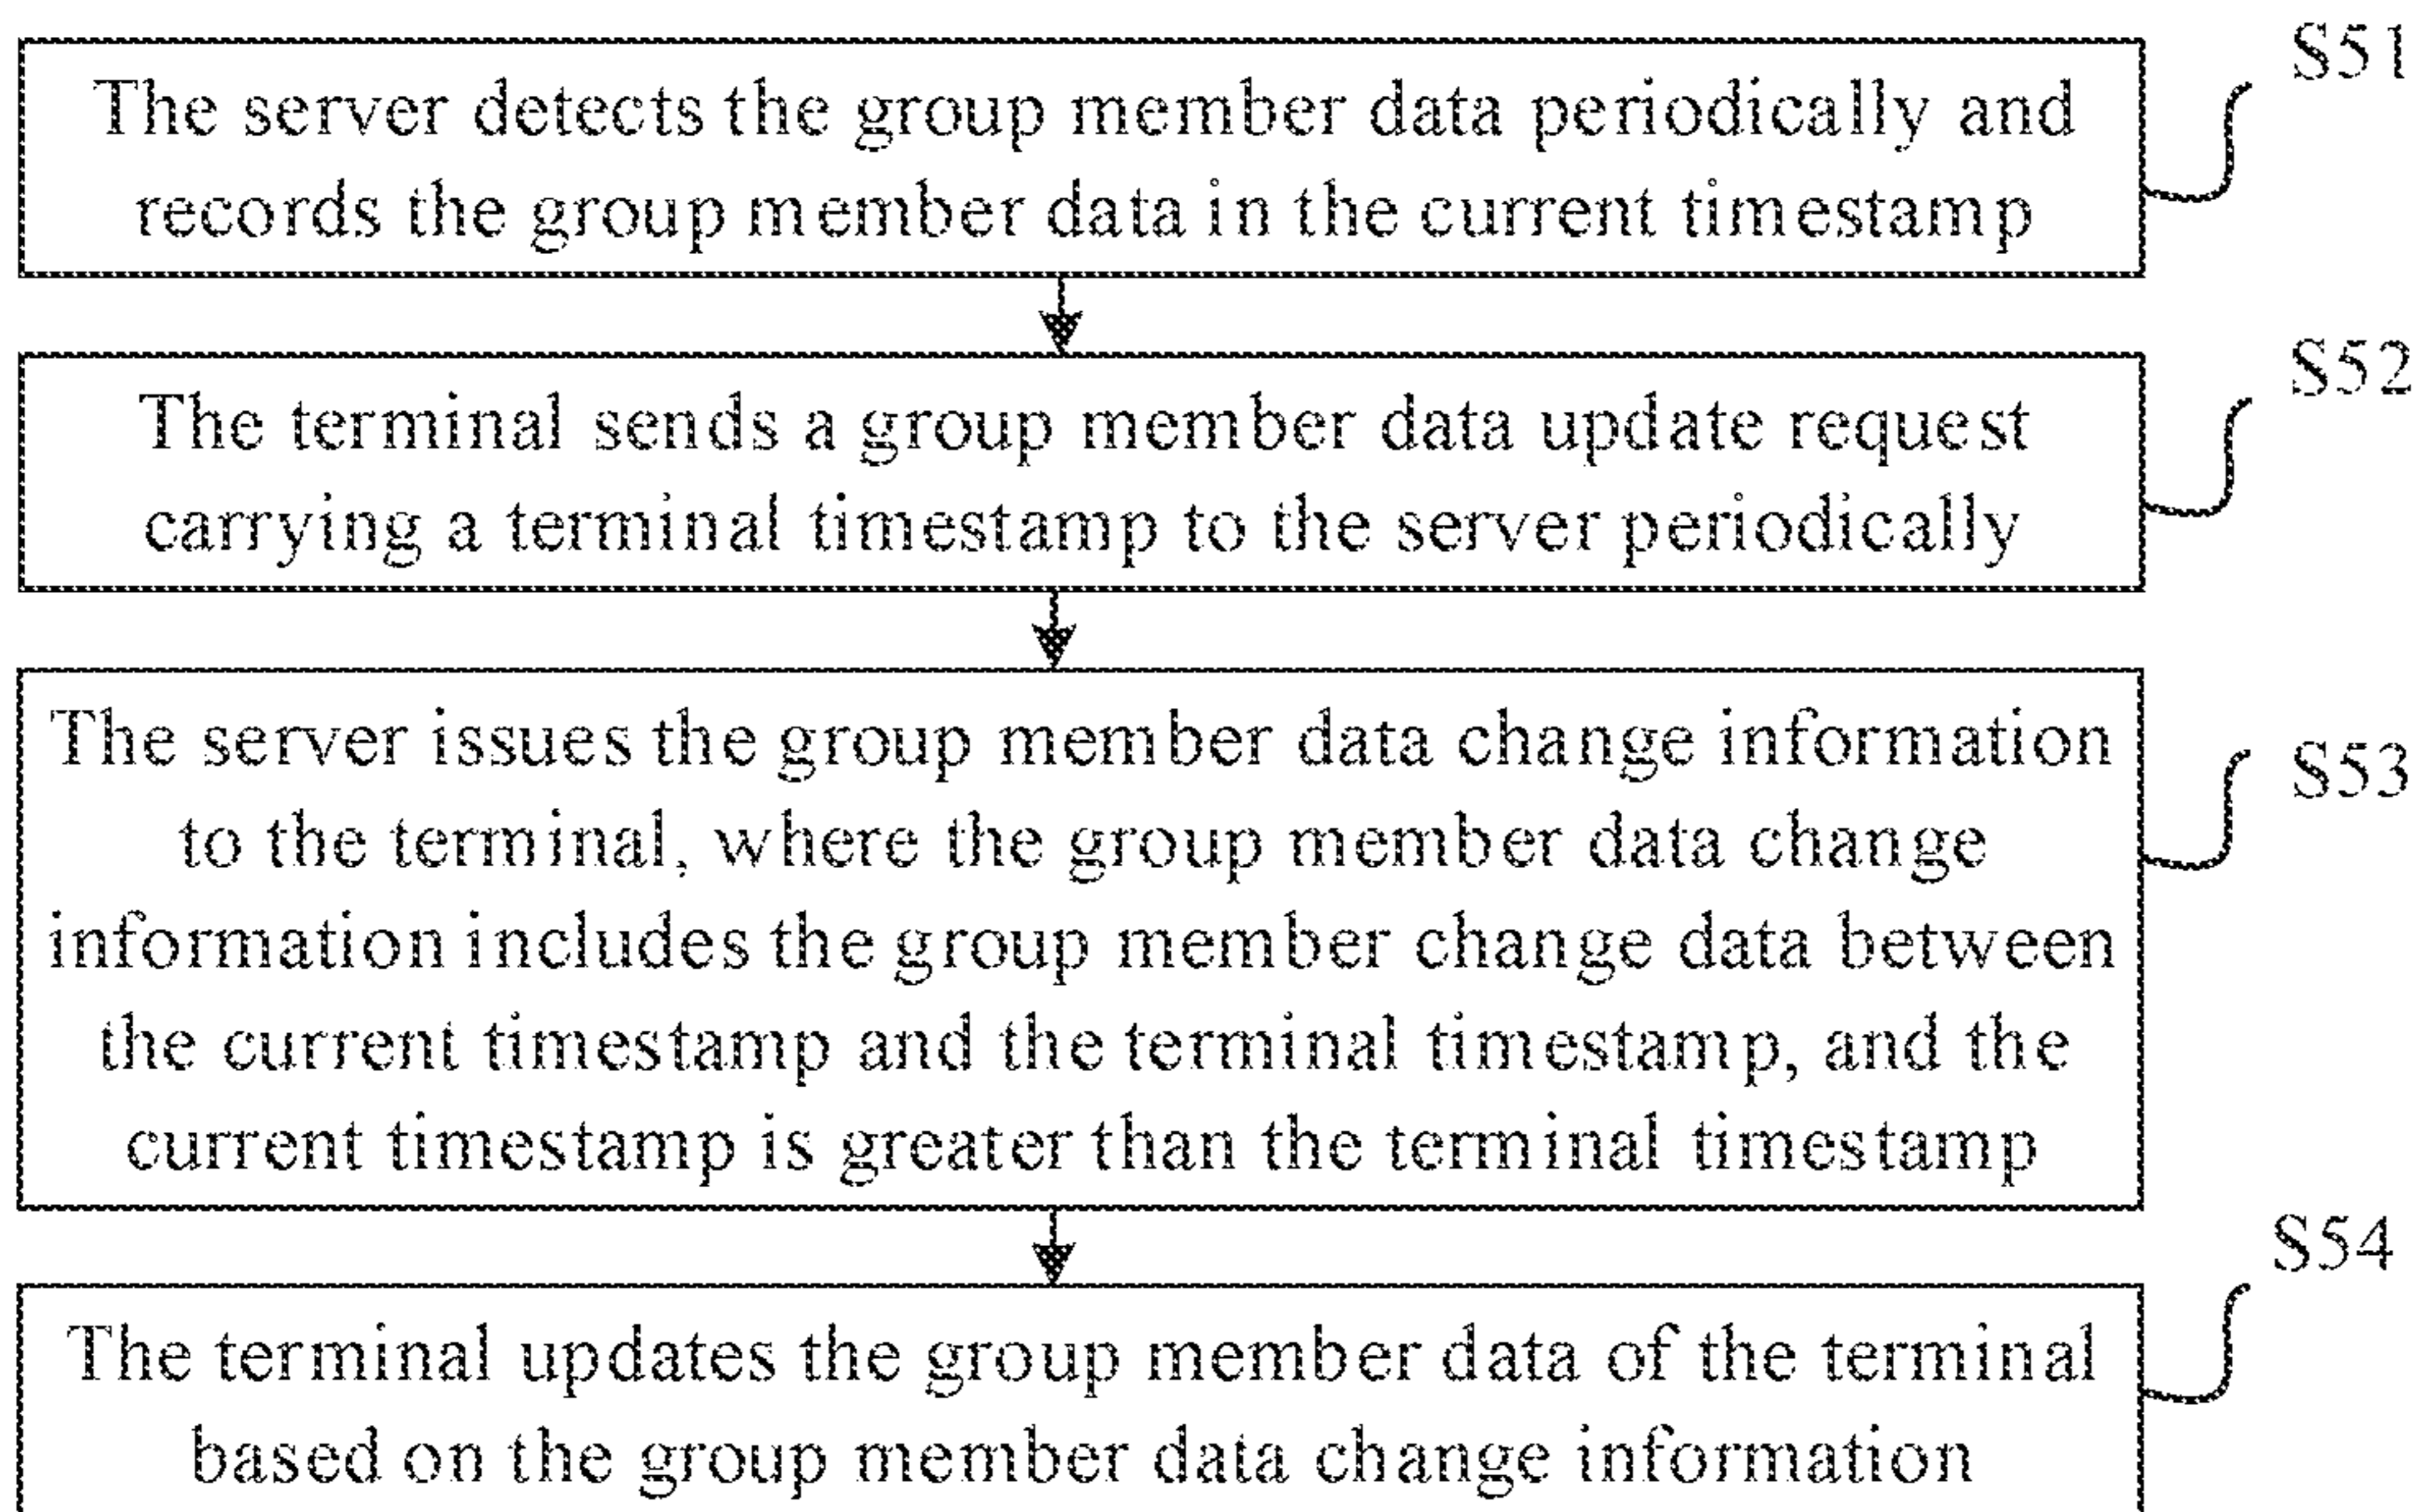 S51
The server detects the group member data periodically and
records the group member data in the current timestamp
S52
The terminal sends a group member data update request
carrying a terminal timestamp to the server periodically
The server issues the group member data change information
S53
to the terminal, where the group member data change
information includes the group member change data between
the current timestamp and the terminal timestamp, and the
current timestamp is greater than the terminal timestamp
S54
The terminal updates the group member data of the terminal
based on the group member data change information